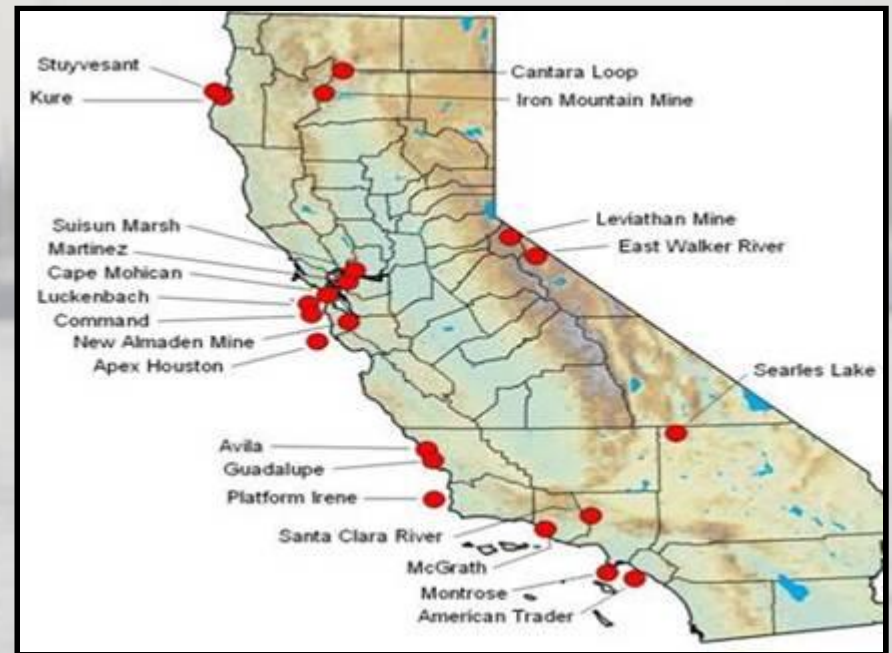 Stuyvesant
Kure
Cantara Loop
Iron Mountain Mine
Suisun Marsh
Martinez
Cape Mohican
Luckenbach
Command
New Almaden Mine
Apex Houston
Leviathan Mine
East Walker River
Searles Lake
Avila
Guadalupe
Platform Irene
Santa Clara River
McGrath
Montrose
American Trader